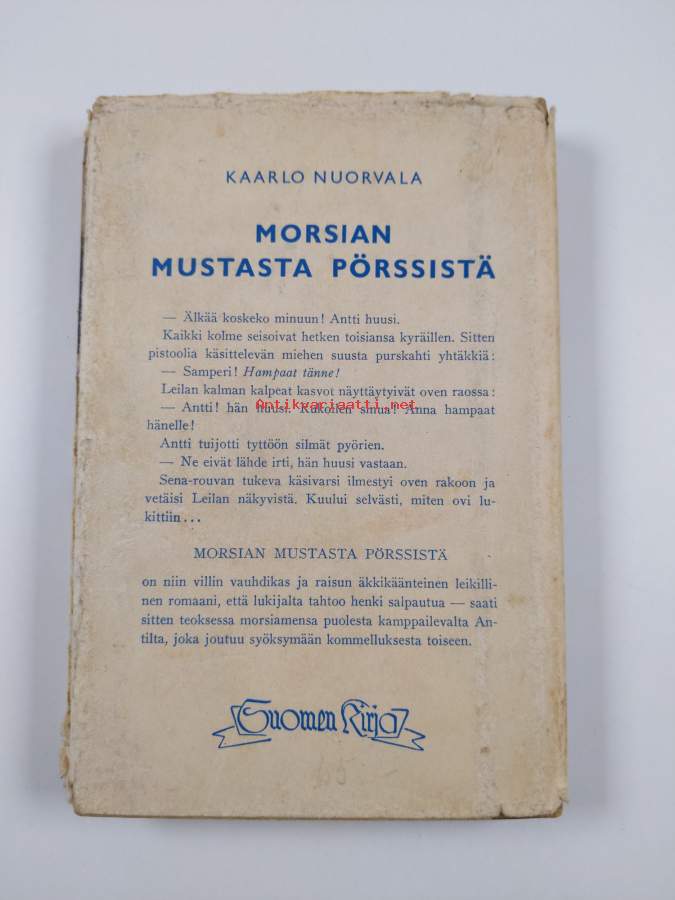 KAARLO NUORVALA
MORSIAN
MUSTASTA PÖRSSISTÄ
— Älkää koskeko minuun! Antti huusi.
Kaikki kolme seisoivat hetken toisiansa kyräillen. Sitten
pistoolia käsittelevän miehen suusta purskahti yhtäkkiä:
— Samperi! Hampaat tänne!
Leilan kalman kalpeat kasvot näyttäytyivät oven raossa:
Antikvariaatti.net
— Antti! hän huusi. Rukoilen sinua! Anna hampaat
hänelle!
Antti tuijotti tyttöön silmät pyörien.
— Ne eivät lähde irti, hän huusi vastaan.
Sena-rouvan tukeva käsivarsi ilmestyi oven rakoon ja
vetäisi Leilan näkyvistä. Kuului selvästi, miten ovi lu-
kittiin...
MORSIAN MUSTASTA PÖRSSISTÄ
on niin villin vauhdikas ja raisun äkkikäänteinen leikilli-
nen romaani, että lukijalta tahtoo henki salpautua — saati
sitten teoksessa morsiamensa puolesta kamppailevalta An-
tilta, joka joutuu syöksymään kommelluksesta toiseen.
Suomen Kirja